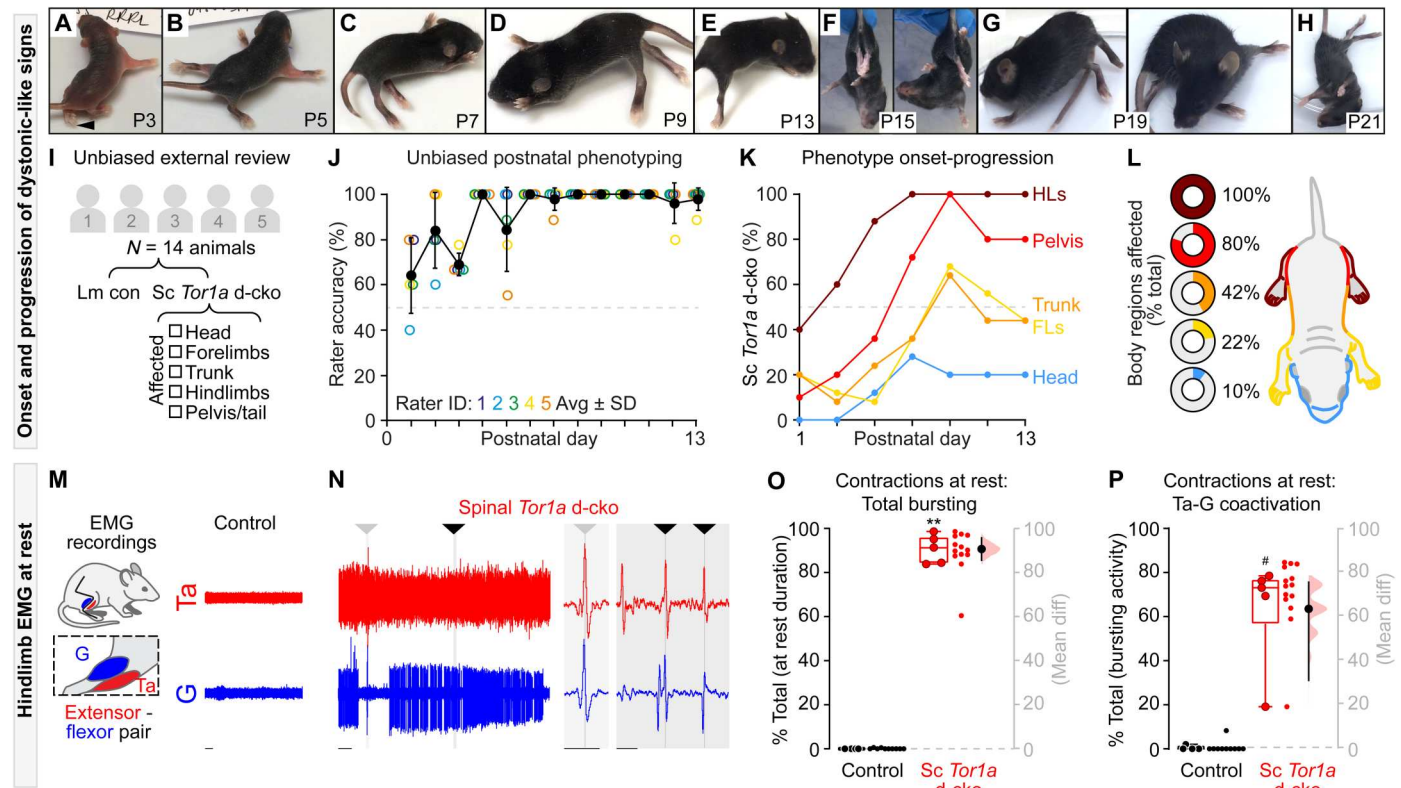 Onset and progression of dystonic-like signs
A
RRRL
P3
B
P5
C
P7
D
P9
E
P13
F
P15
G
P19
H
P21
I Unbiased external review
1 2 3 4 5
N = 14 animals
Lm con Sc Tor1a d-cko
Affected
Head
Forelimbs
Trunk
Hindlimbs
Pelvis/tail
J Unbiased postnatal phenotyping
Rater accuracy (%)
100
80
60
40
20
0
Rater ID: 1 2 3 4 5 Avg ± SD
0 Postnatal day 13
K Phenotype onset-progression
Sc Tor1a d-cko (%)
100
80
60
40
20
0
HLs
Pelvis
Trunk
FLs
Head
1 Postnatal day 13
L
Body regions affected
(% total)
100%
80%
42%
22%
10%
Hindlimb EMG at rest
M
EMG
recordings
Control
Ta
G
G
Ta
Extensor -
flexor pair
N
Spinal Tor1a d-cko
O Contractions at rest:
Total bursting
% Total (at rest duration)
100
80
60
40
20
0
**
100
80
60
40
20
0
(Mean diff)
Control Sc Tor1a
d-cko
P Contractions at rest:
Ta-G coactivation
% Total (bursting activity)
100
80
60
40
20
0
#
100
80
60
40
20
0
(Mean diff)
Control Sc Tor1a
d-cko